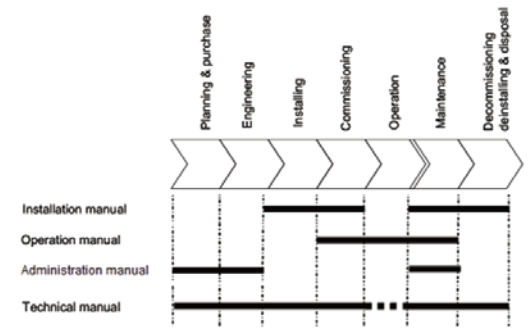 Planning & purchase
Engineering
Installing
Commissioning
Operation
Maintenance
Decommissioning
deinstalling & disposal
Installation manual
Operation manual
Administration manual
Technical manual